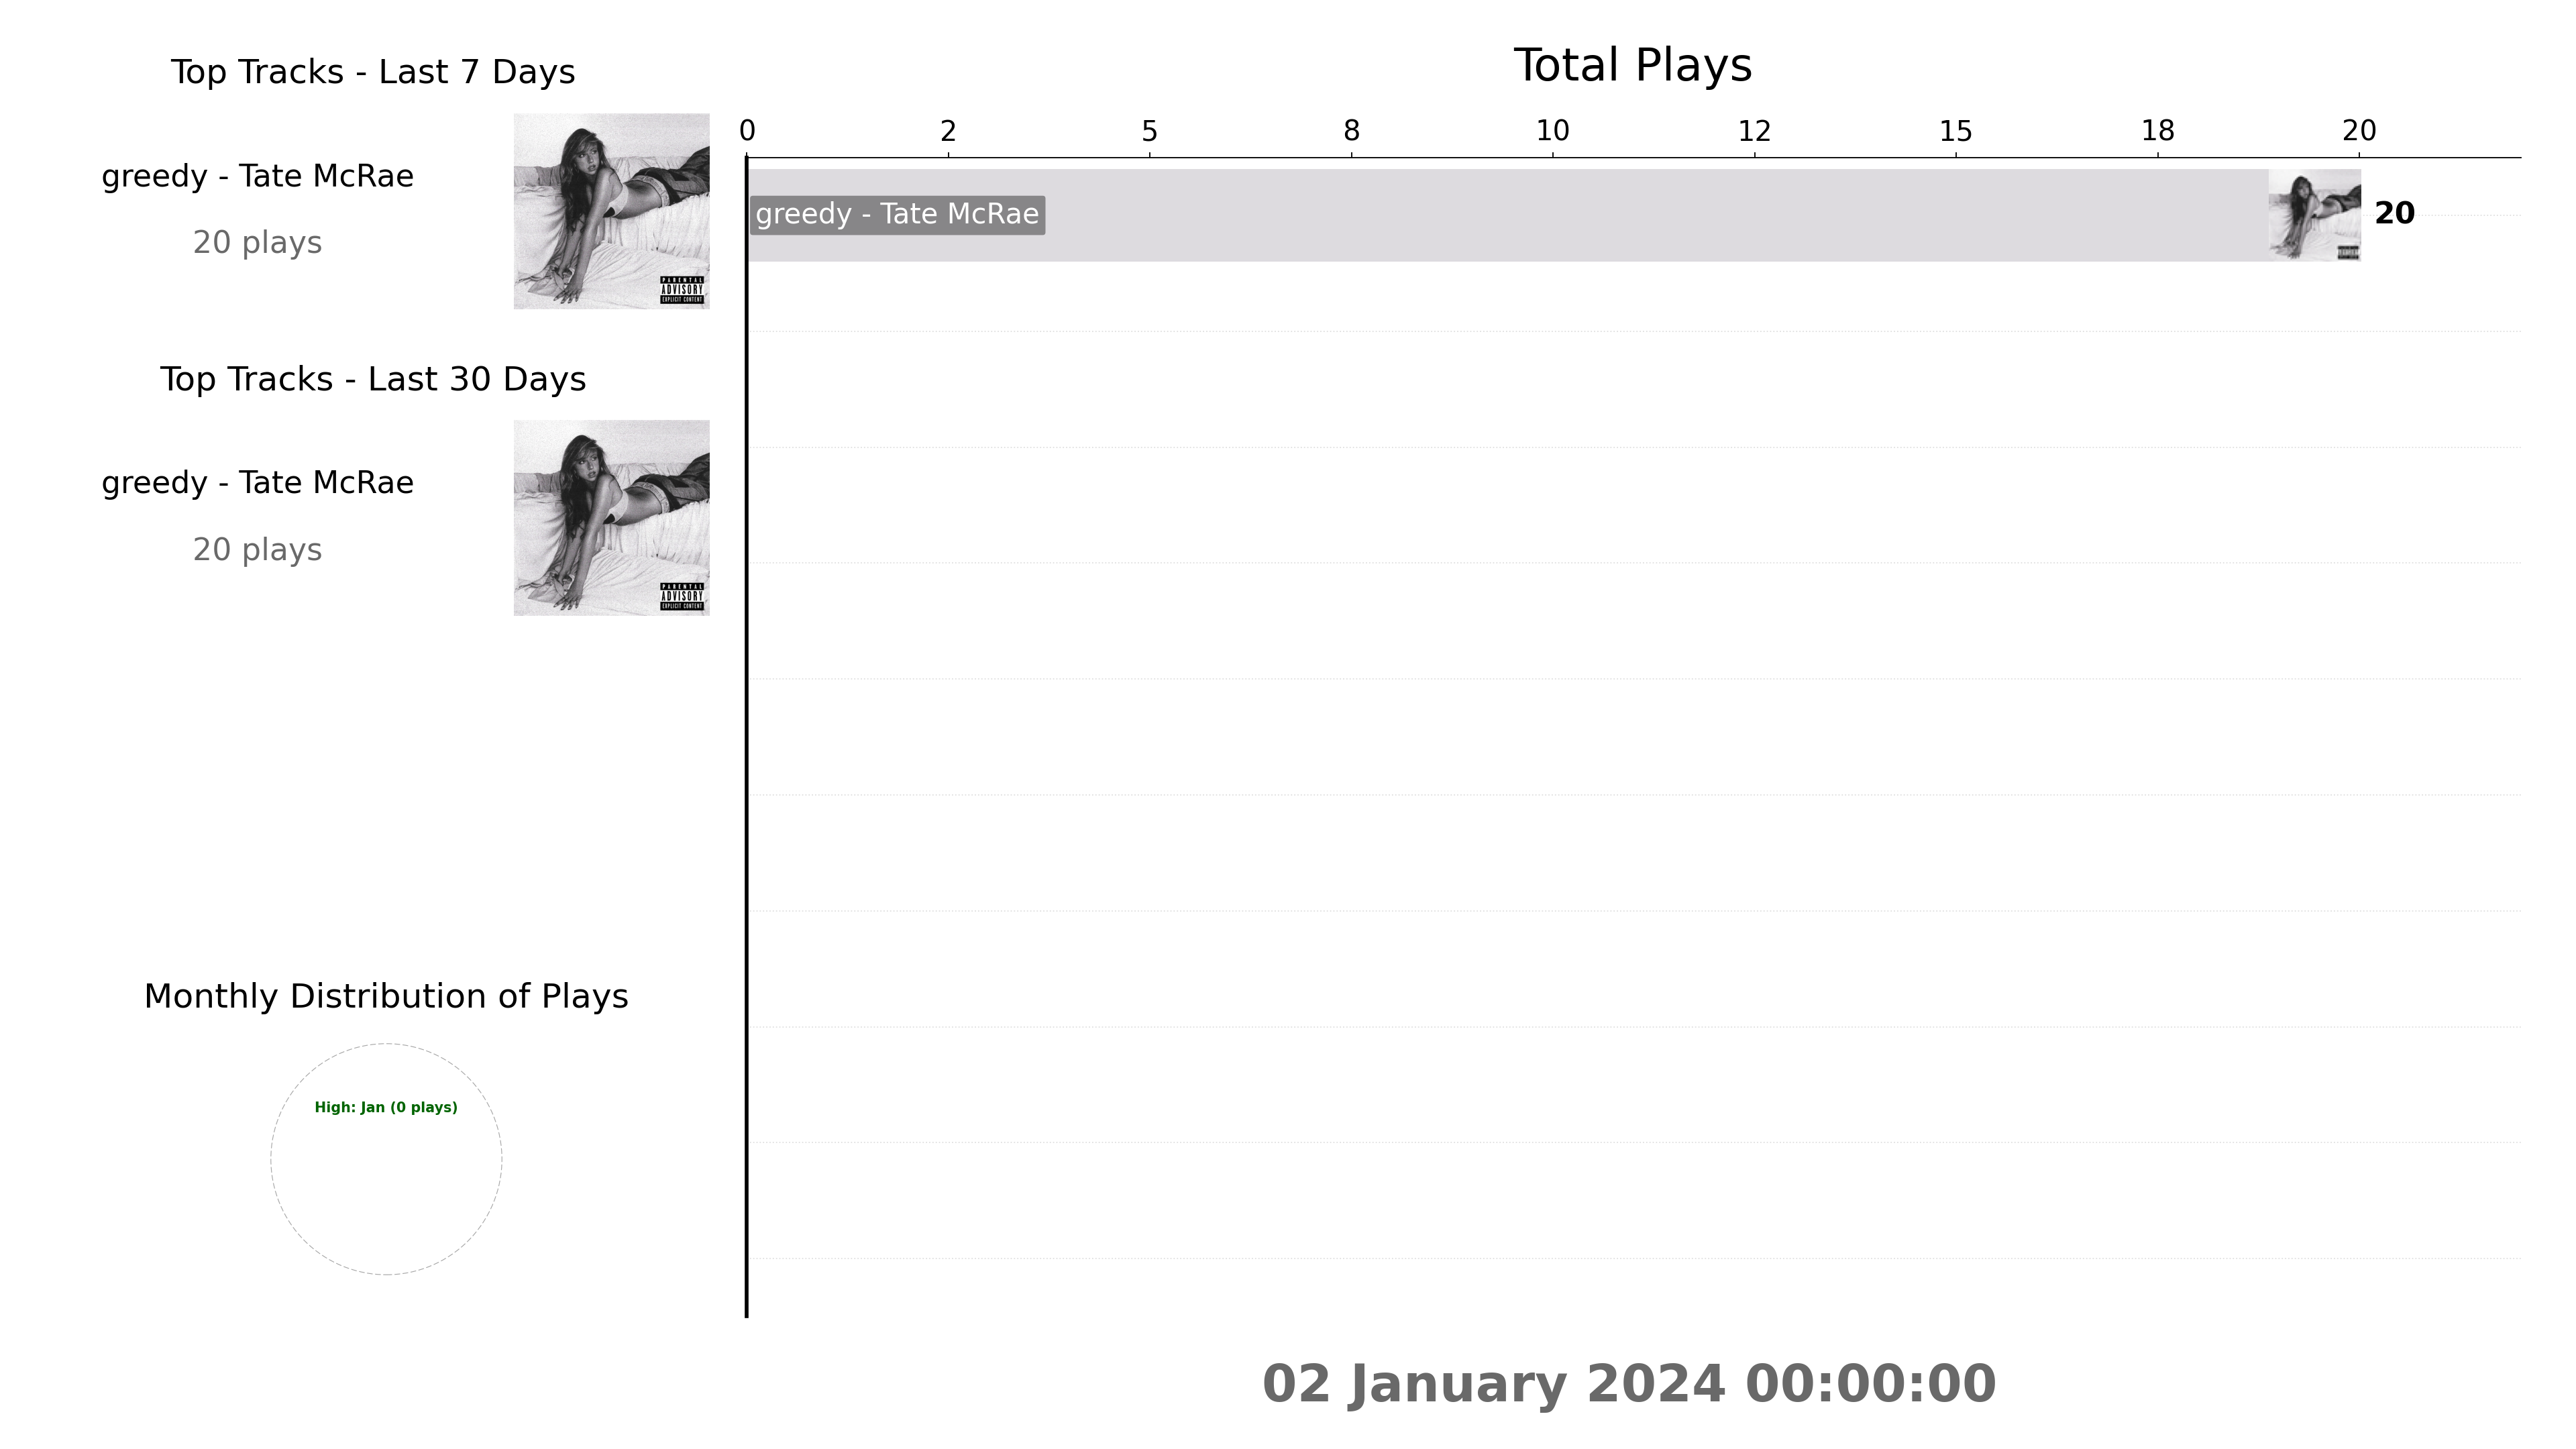 Top Tracks - Last 7 Days
greedy - Tate McRae
20 plays
PARENTAL
ADVISORY
EXPLICIT CONTENT
Top Tracks - Last 30 Days
greedy - Tate McRae
20 plays
PARENTAL
ADVISORY
EXPLICIT CONTENT
Monthly Distribution of Plays
High: Jan (0 plays)
Total Plays
0 2 5 8 10 12 15 18 20
greedy - Tate McRae 20
02 January 2024 00:00:00